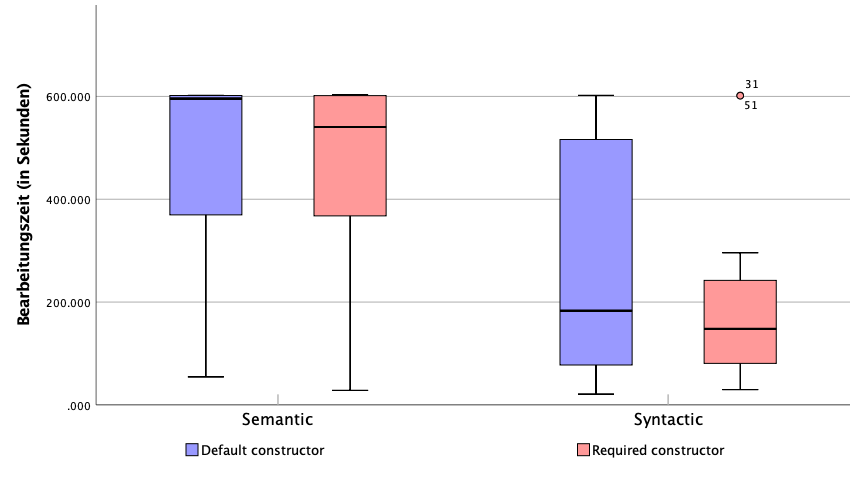 Bearbeitungszeit (in Sekunden)
600.000
400.000
200.000
.000
31
51
Semantic
Syntactic
Default constructor
Required constructor